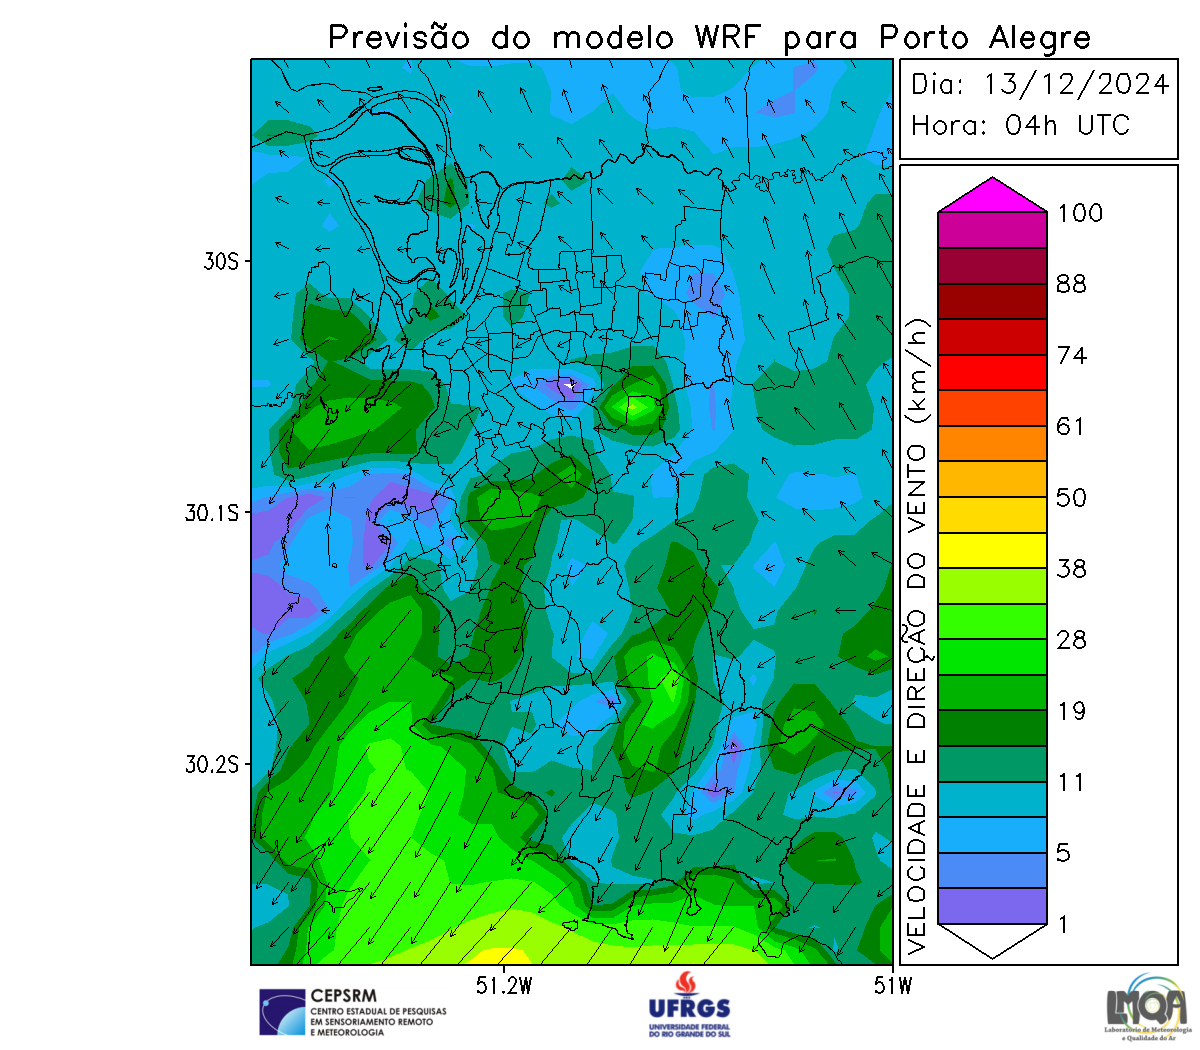 Previsão do modelo WRF para Porto Alegre
Dia: 13/12/2024
Hora: 04h UTC
100
88
74
61
50
38
28
19
11
5
1
VELOCIDADE E DIREÇÃO DO VENTO (km/h)
30S
30.1S
30.2S
51.2W
51W
CEPSRM
CENTRO ESTADUAL DE PESQUISAS
EM SENSORIAMENTO REMOTO
E METEOROLOGIA
UFRGS
UNIVERSIDADE FEDERAL
DO RIO GRANDE DO SUL
LMQA
Laboratório de Meteorologia
e Qualidade do Ar